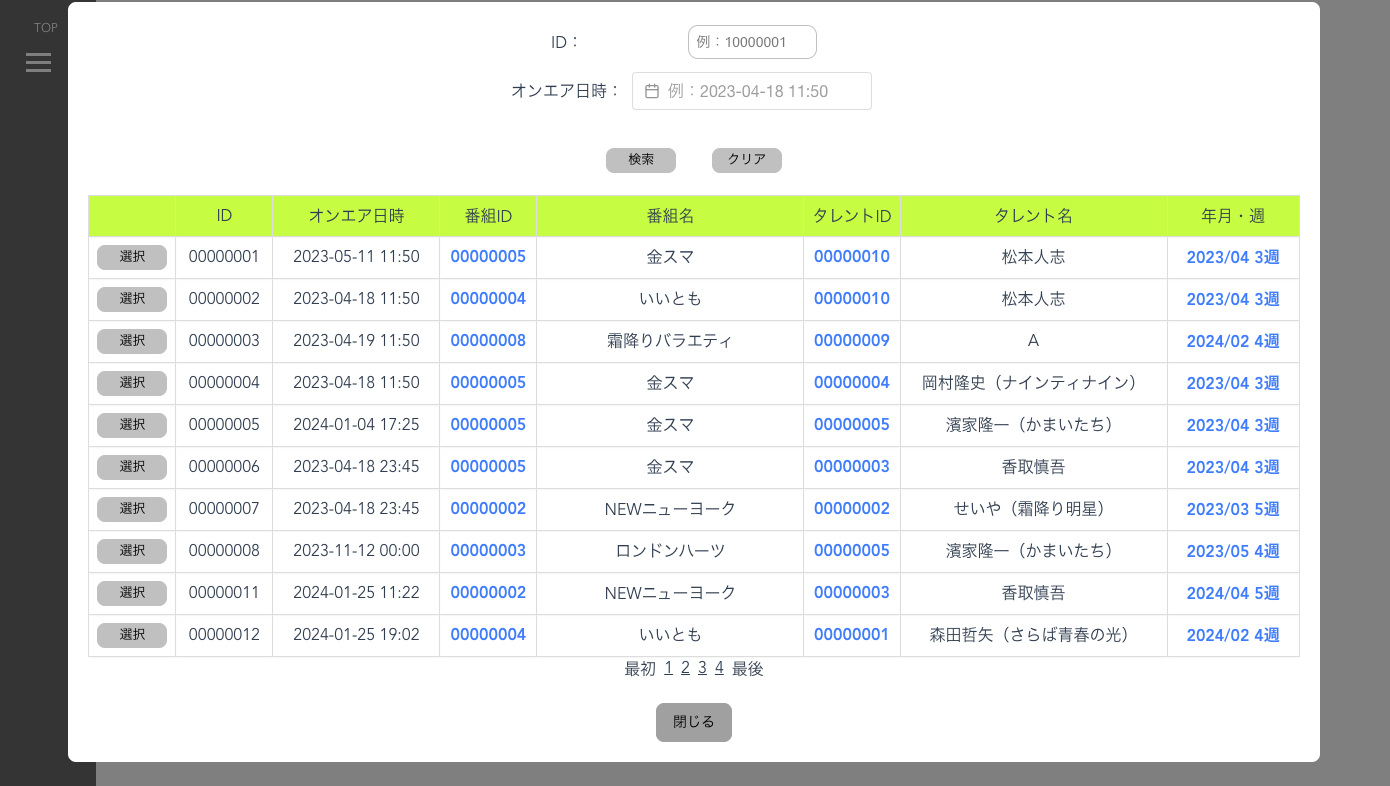 TOP
ID：
例：10000001
オンエア日時：
例：2023-04-18 11:50
検索 クリア
ID オンエア日時 番組ID 番組名 タレントID タレント名 年月・週
選択 00000001 2023-05-11 11:50 00000005 金スマ 00000010 松本人志 2023/04 3週
選択 00000002 2023-04-18 11:50 00000004 いいとも 00000010 松本人志 2023/04 3週
選択 00000003 2023-04-19 11:50 00000008 霜降りバラエティ 00000009 A 2024/02 4週
選択 00000004 2023-04-18 11:50 00000005 金スマ 00000004 岡村隆史（ナインティナイン） 2023/04 3週
選択 00000005 2024-01-04 17:25 00000005 金スマ 00000005 濱家隆一（かまいたち） 2023/04 3週
選択 00000006 2023-04-18 23:45 00000005 金スマ 00000003 香取慎吾 2023/04 3週
選択 00000007 2023-04-18 23:45 00000002 NEWニューヨーク 00000002 せいや（霜降り明星） 2023/03 5週
選択 00000008 2023-11-12 00:00 00000003 ロンドンハーツ 00000005 濱家隆一（かまいたち） 2023/05 4週
選択 00000011 2024-01-25 11:22 00000002 NEWニューヨーク 00000003 香取慎吾 2024/04 5週
選択 00000012 2024-01-25 19:02 00000004 いいとも 00000001 森田哲矢（さらば青春の光） 2024/02 4週
最初 1 2 3 4 最後
閉じる